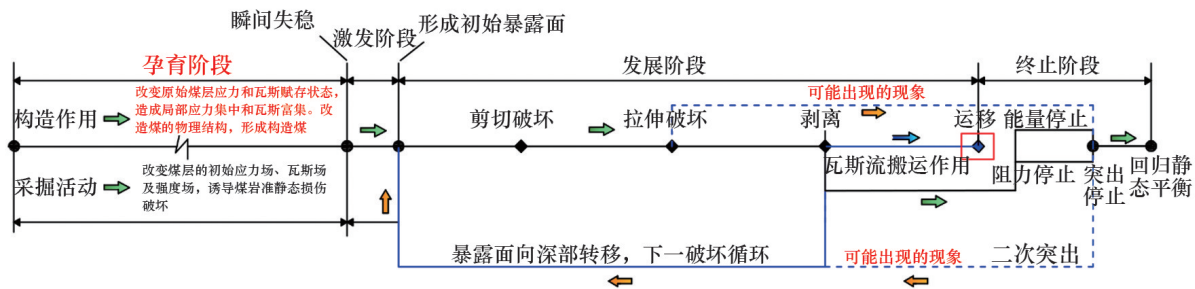 瞬间失稳
激发阶段
形成初始暴露面
孕育阶段
发展阶段
终止阶段
改变原始煤层应力和瓦斯赋存状态，
造成局部应力集中和瓦斯富集。改
造煤的物理结构，形成构造煤
可能出现的现象
构造作用
剪切破坏
拉伸破坏
剥离
运移
能量停止
改变煤层的初始应力场、瓦斯场
及强度场，诱导煤岩准静态损伤
破坏
采掘活动
瓦斯流搬运作用
阻力停止
突出
停止
回归静
态平衡
暴露面向深部转移，下一破坏循环
可能出现的现象
二次突出